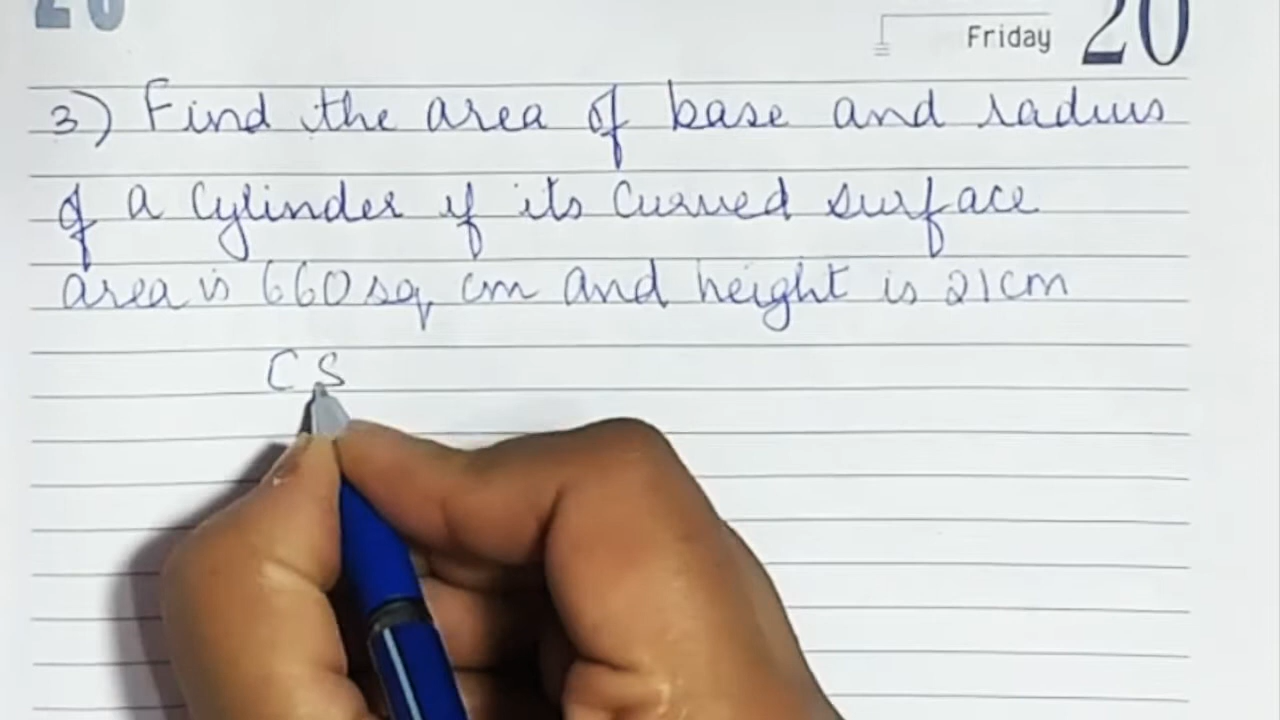 20
Friday 20
3) Find the area of base and radius
of a Cylinder if its Curved surface
area is 660 sq cm and height is 21cm
CS